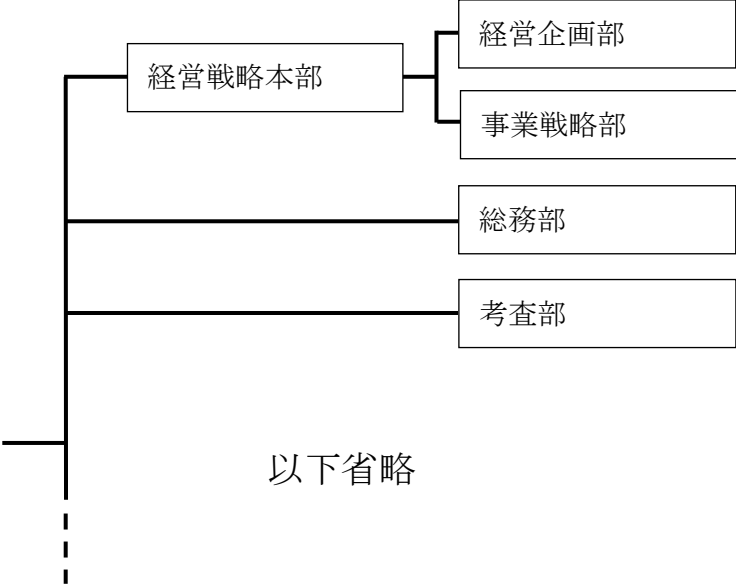 経営企画部
経営戦略本部
事業戦略部
総務部
考査部
以下省略